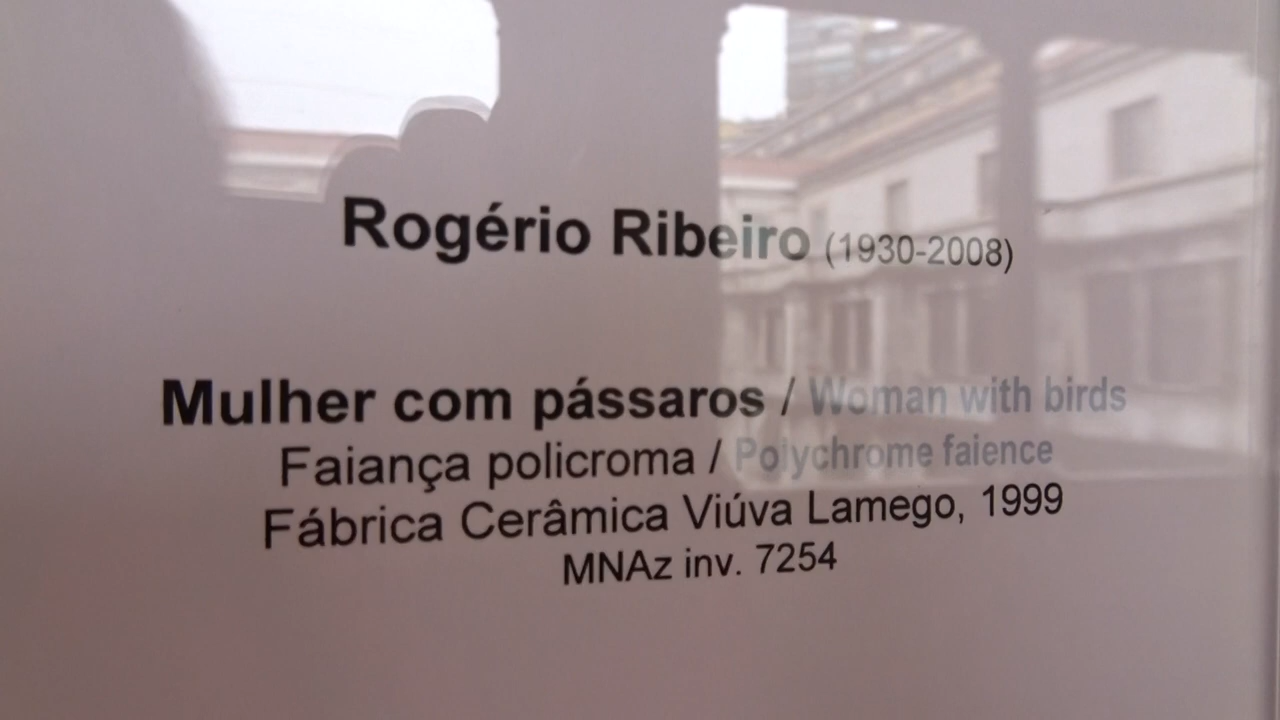 Rogério Ribeiro (1930-2008)
Mulher com pássaros / Woman with birds
Faiança policroma / Polychrome faience
Fábrica Cerâmica Viúva Lamego, 1999
MNAz inv. 7254